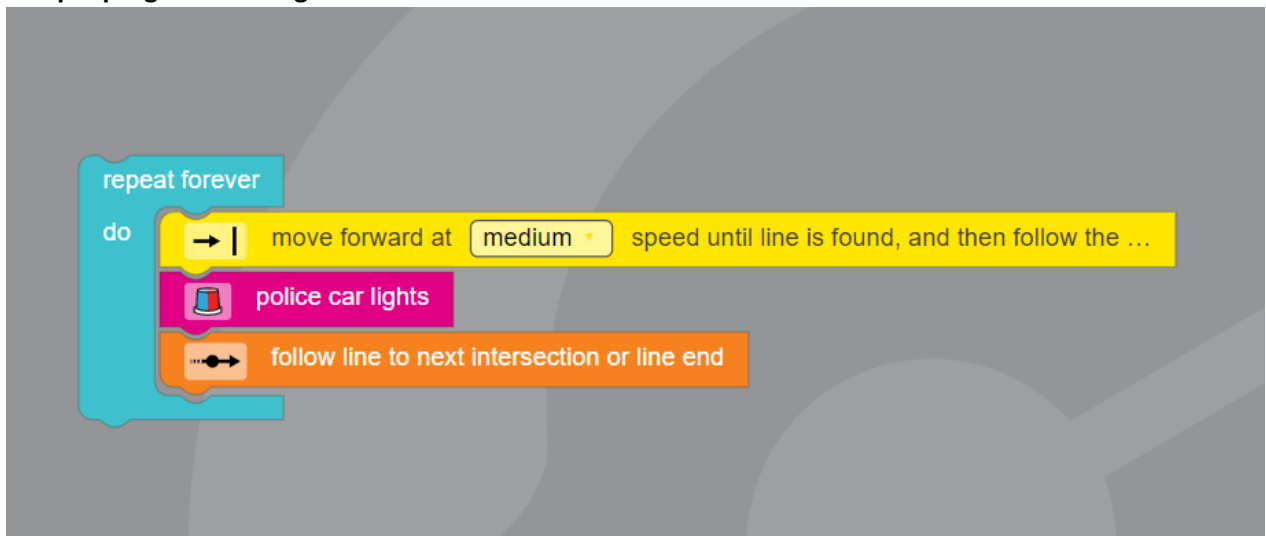 repeat forever
do
move forward at medium speed until line is found, and then follow the …
police car lights
follow line to next intersection or line end